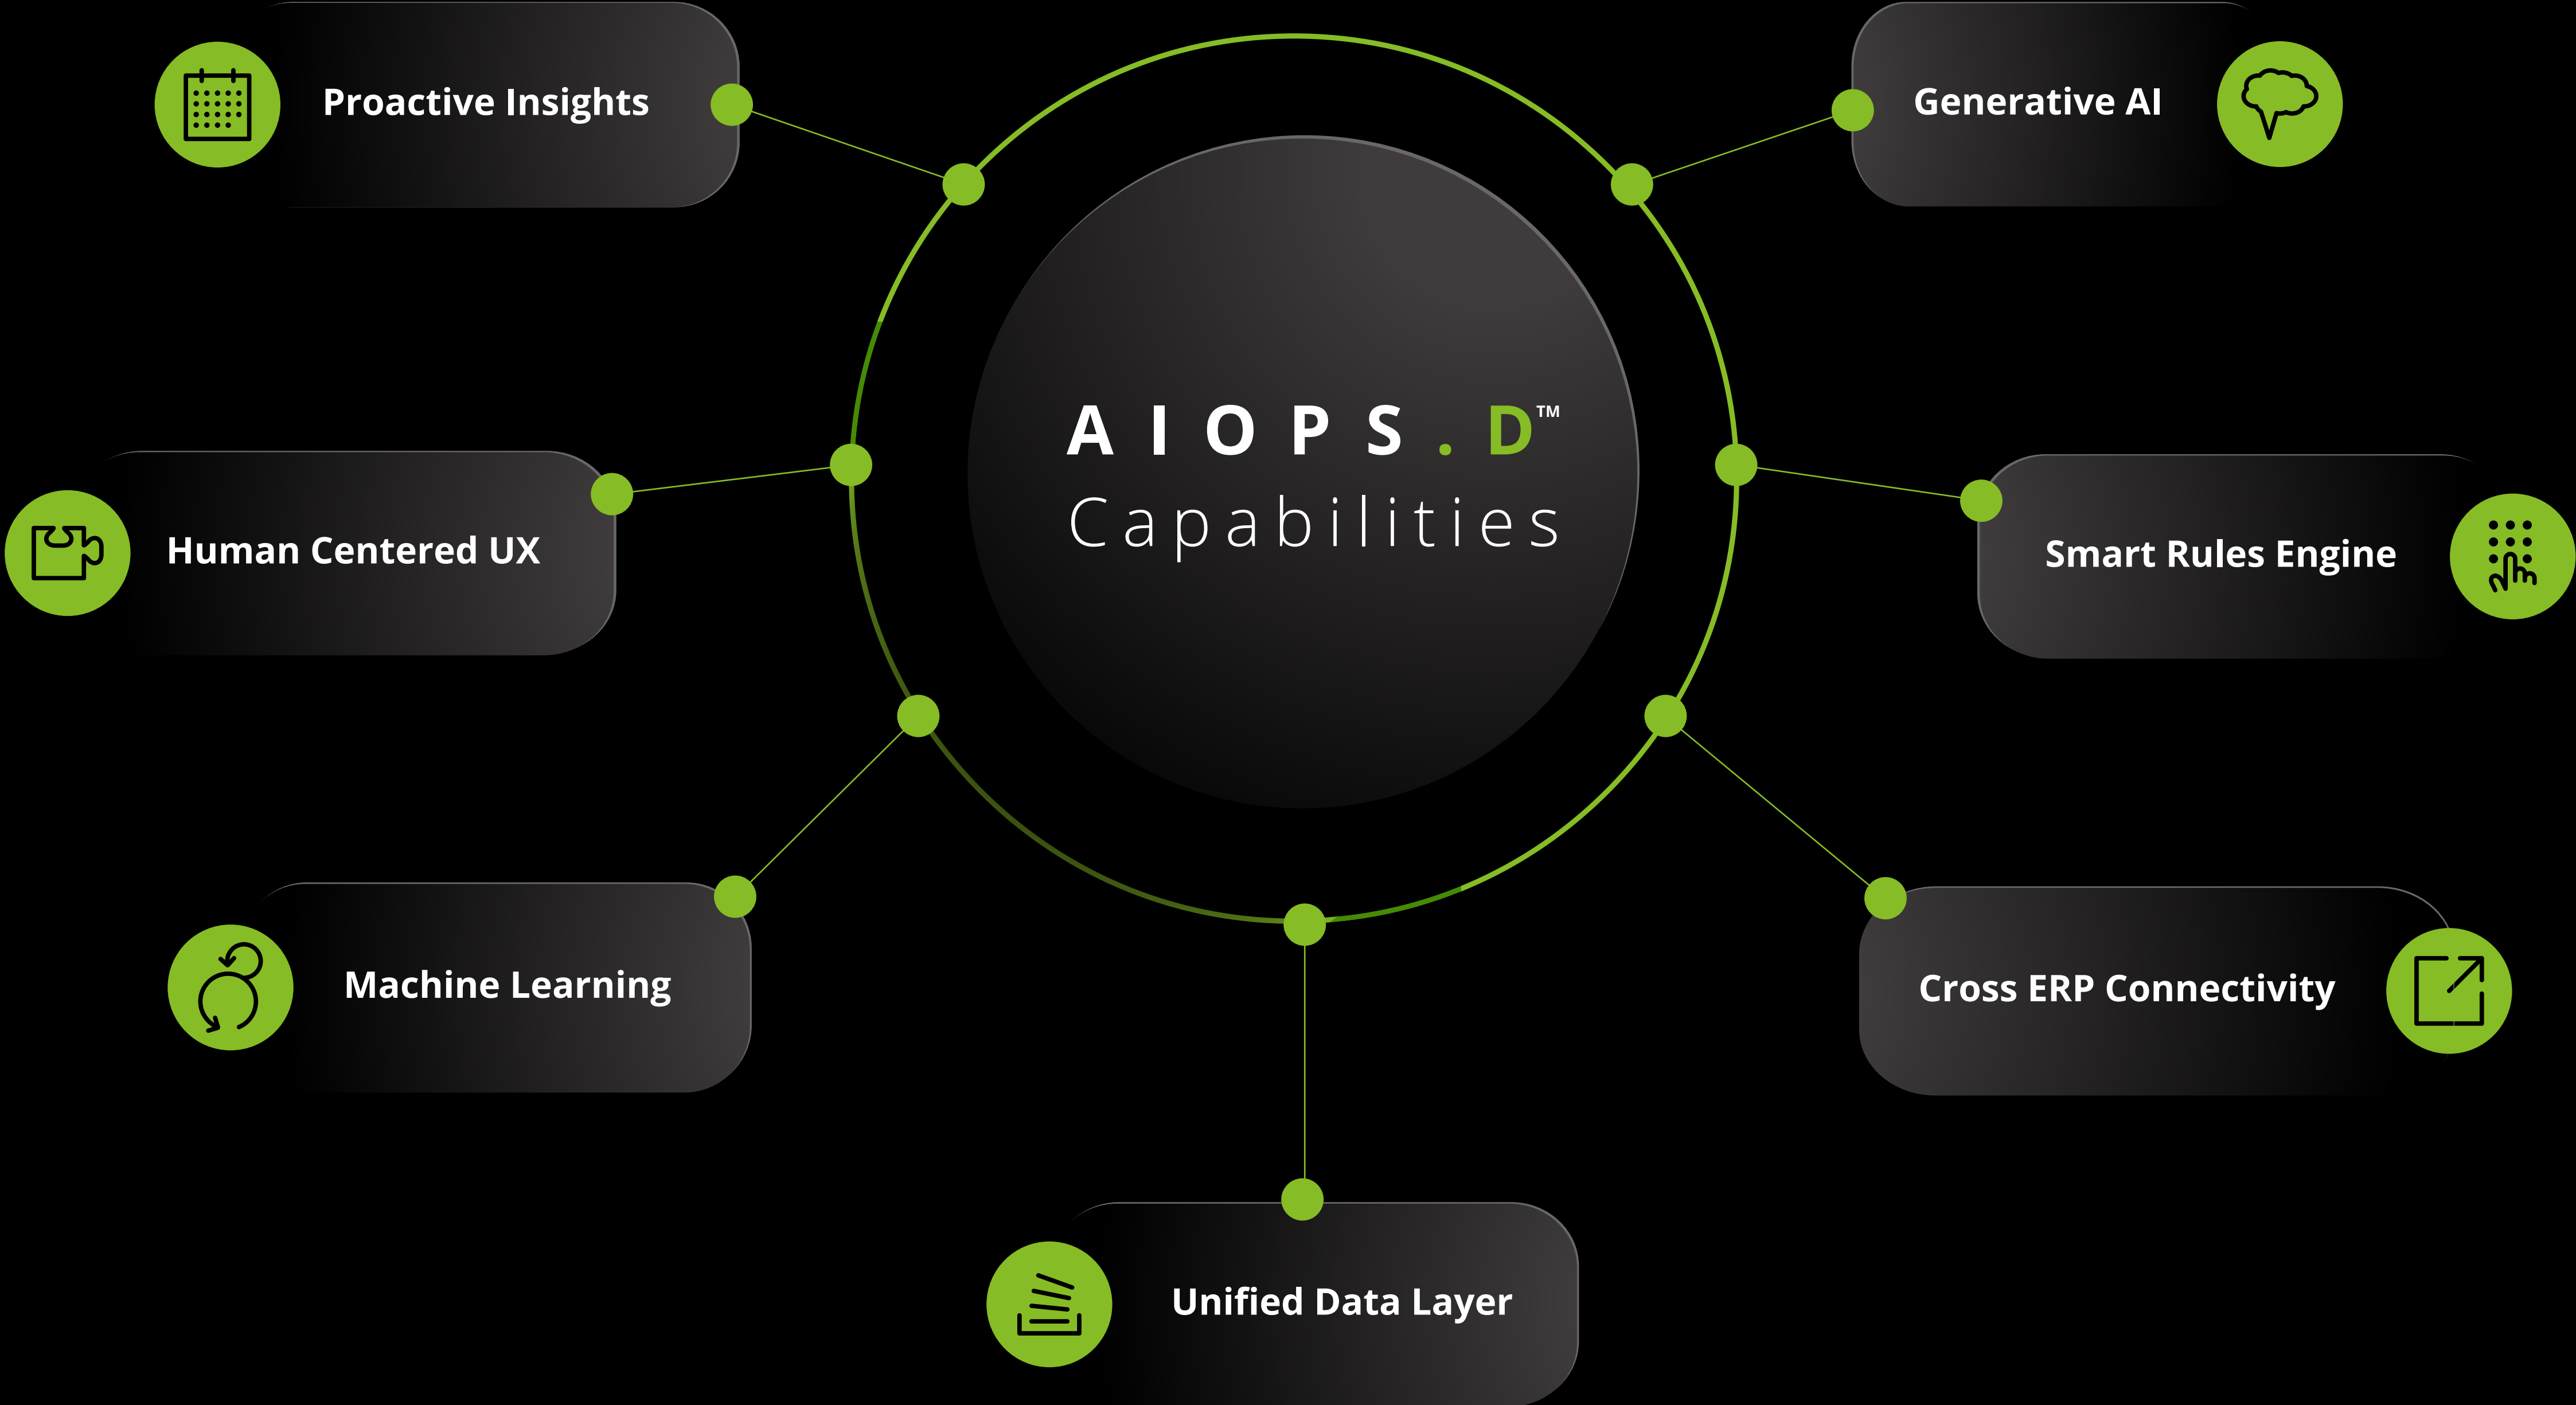 Proactive Insights
Generative AI
AIOPS.D™
Capabilities
Human Centered UX
Smart Rules Engine
Machine Learning
Cross ERP Connectivity
Unified Data Layer